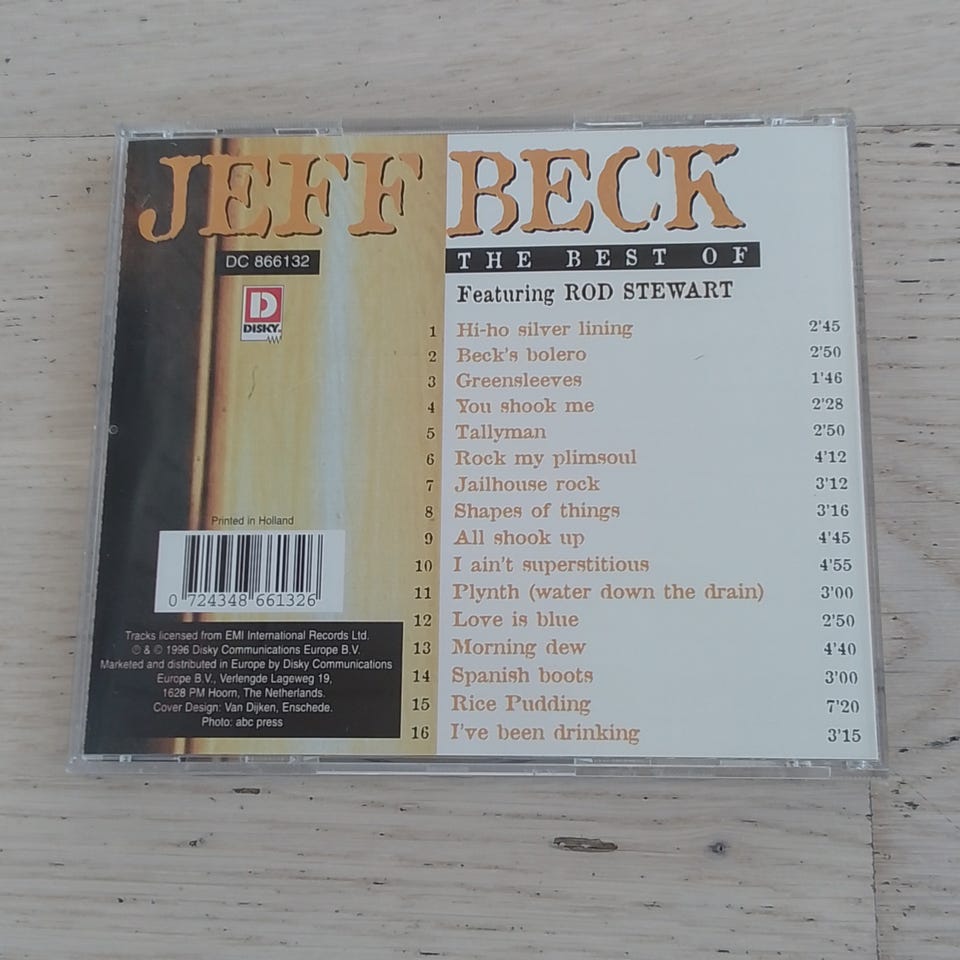 JEFF BECK
THE BEST OF
Featuring ROD STEWART
DC 866132
D
DISKY.
1 Hi-ho silver lining 2'45
2 Beck's bolero 2'50
3 Greensleeves 1'46
4 You shook me 2'28
5 Tallyman 2'50
6 Rock my plimsoul 4'12
7 Jailhouse rock 3'12
8 Shapes of things 3'16
9 All shook up 4'45
10 I ain't superstitious 4'55
11 Plynth (water down the drain) 3'00
12 Love is blue 2'50
13 Morning dew 4'40
14 Spanish boots 3'00
15 Rice Pudding 7'20
16 I've been drinking 3'15
Printed in Holland
0 724348 661326
Tracks licensed from EMI International Records Ltd.
℗ & © 1996 Disky Communications Europe B.V.
Marketed and distributed in Europe by Disky Communications
Europe B.V., Verlengde Lageweg 19,
1628 PM Hoorn, The Netherlands.
Cover Design: Van Dijken, Enschede.
Photo: abc press